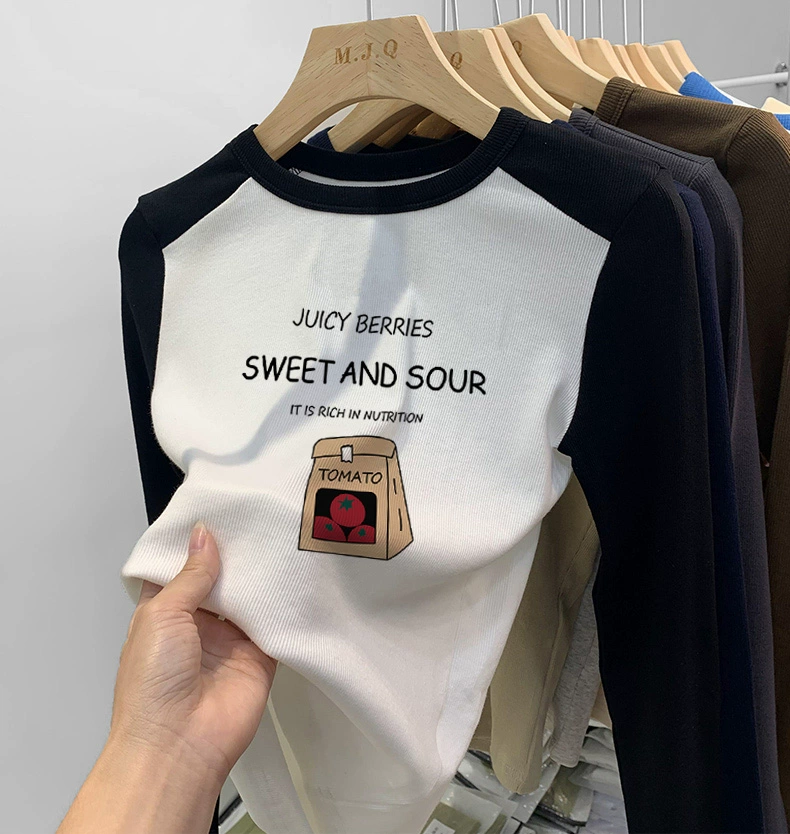 M.J.Q
Q
Q
JUICY BERRIES
SWEET AND SOUR
IT IS RICH IN NUTRITION
TOMATO